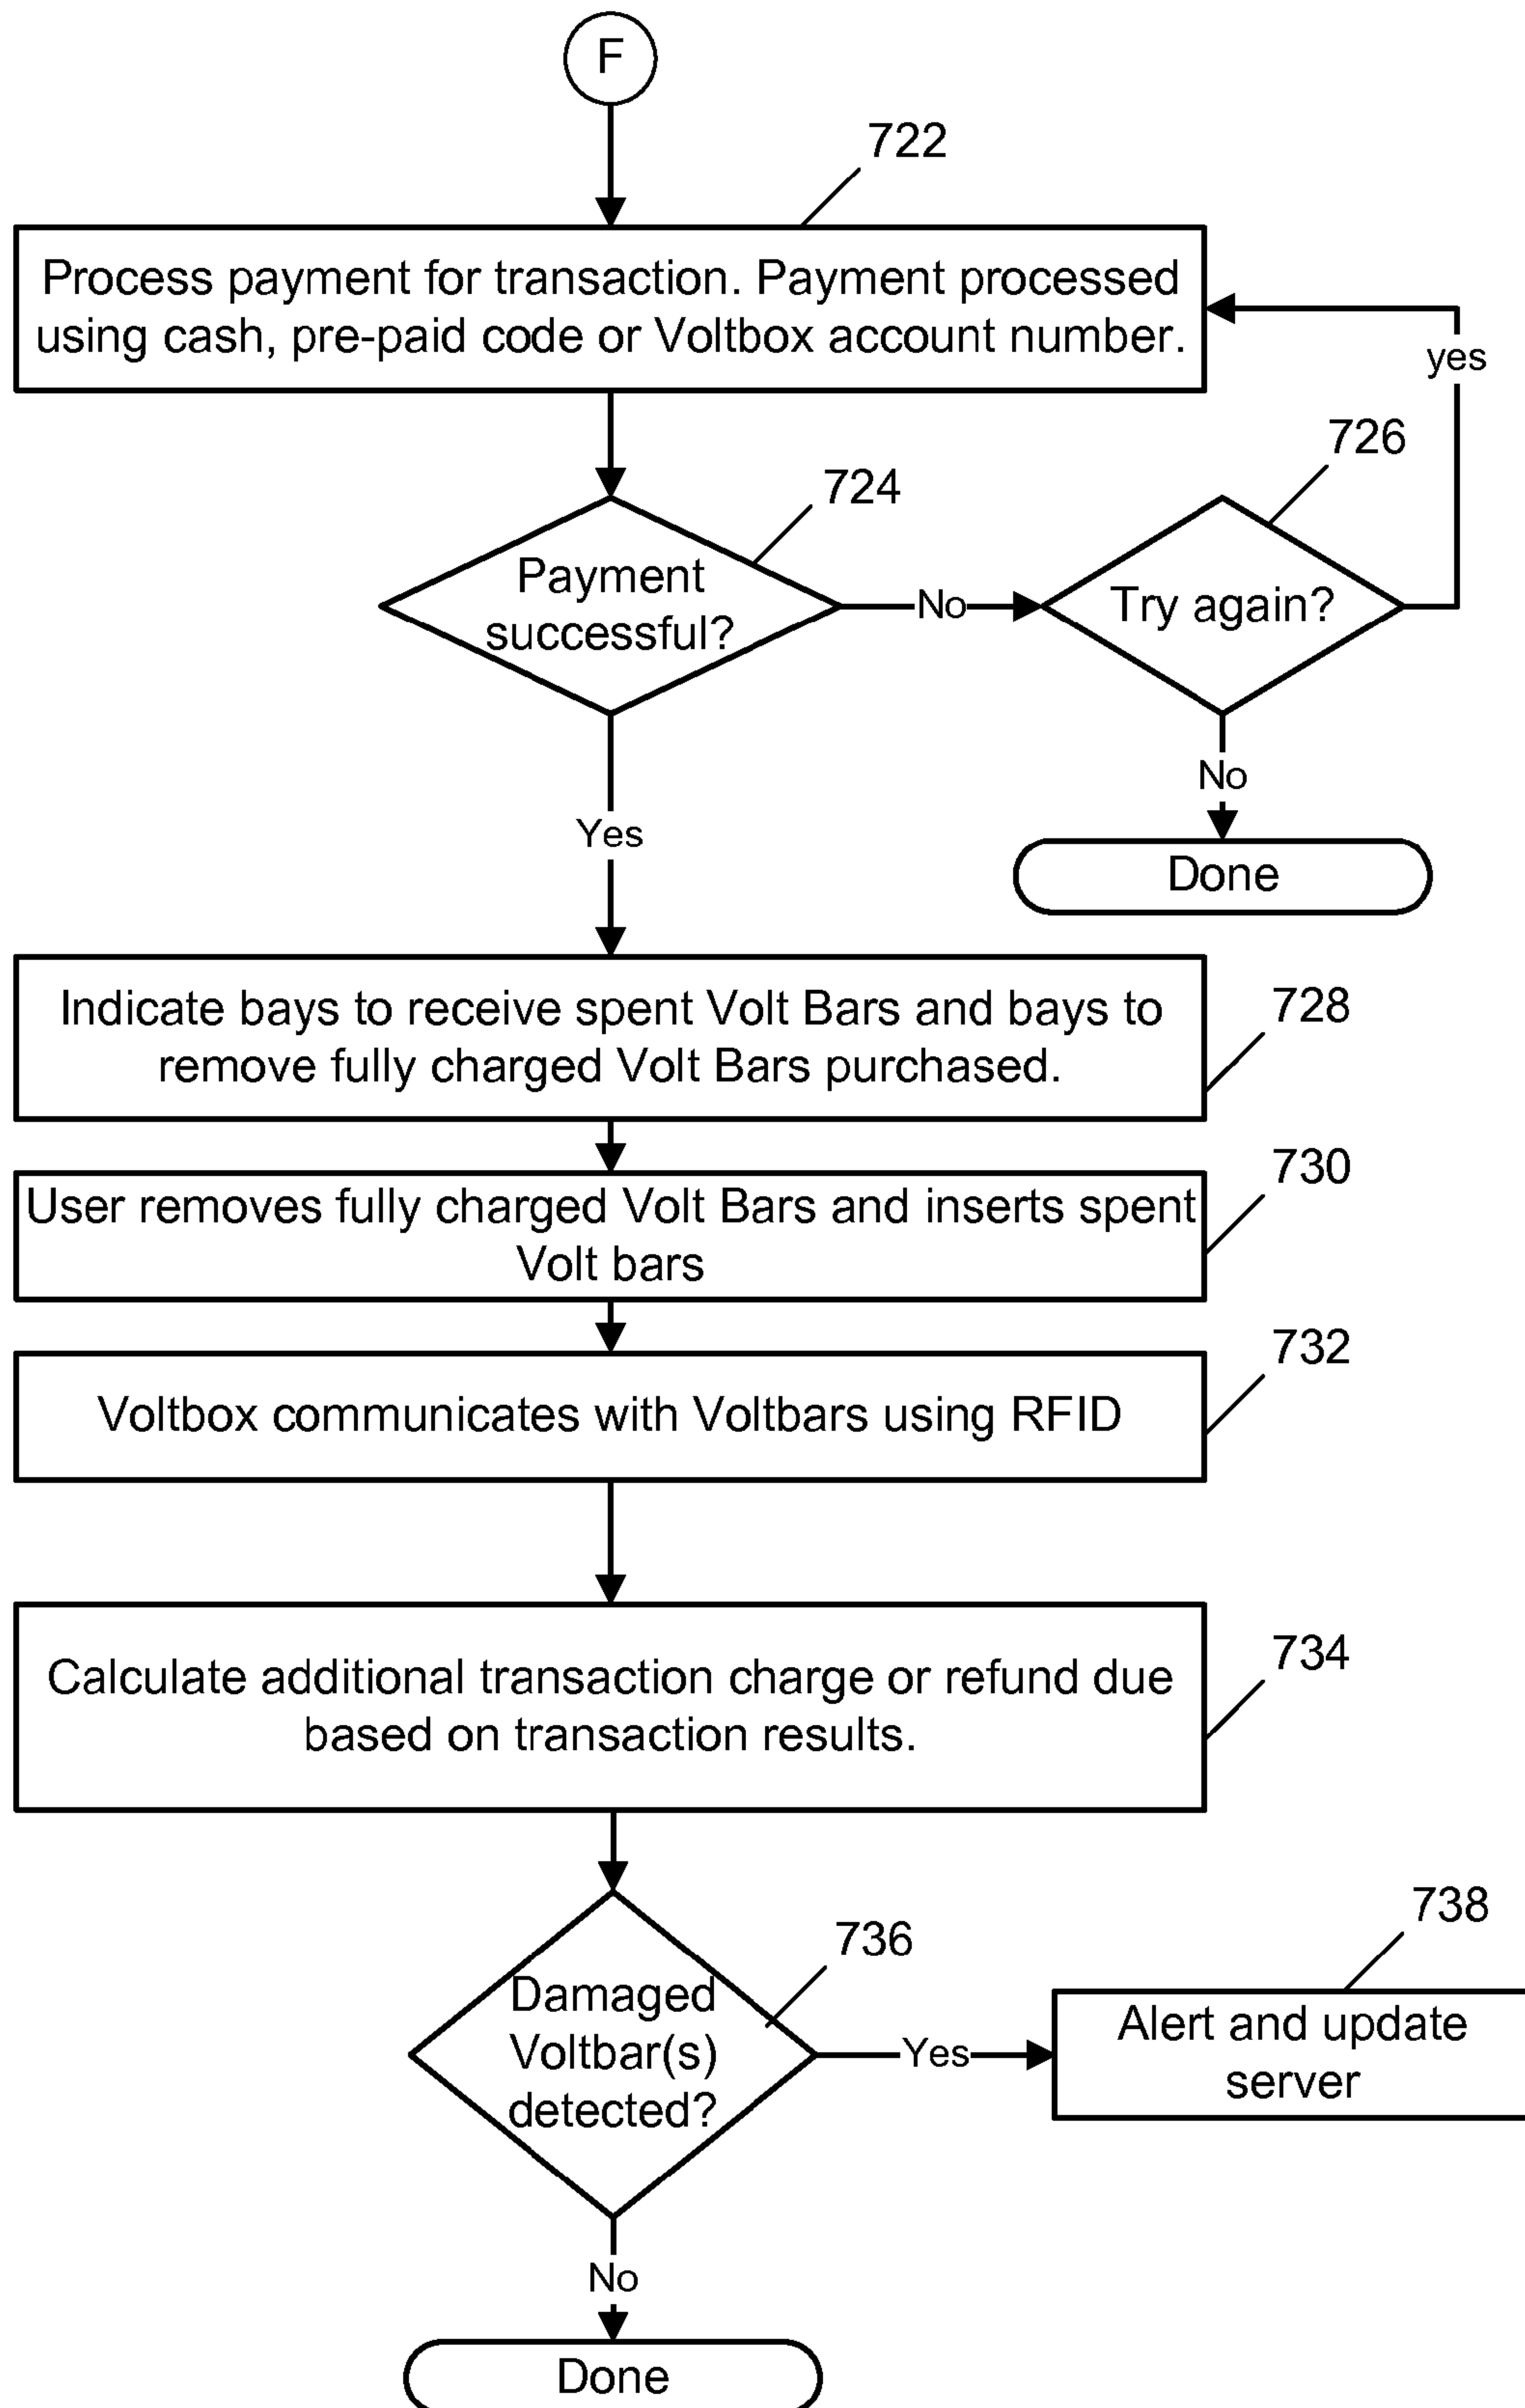 F
722
Process payment for transaction. Payment processed
using cash, pre-paid code or Voltbox account number.
yes
726
724
Payment
successful?
No
Try again?
No
Yes
Done
Indicate bays to receive spent Volt Bars and bays to
remove fully charged Volt Bars purchased.
728
730
User removes fully charged Volt Bars and inserts spent
Volt bars
732
Voltbox communicates with Voltbars using RFID
734
Calculate additional transaction charge or refund due
based on transaction results.
738
736
Damaged
Voltbar(s)
detected?
Yes
Alert and update
server
No
Done